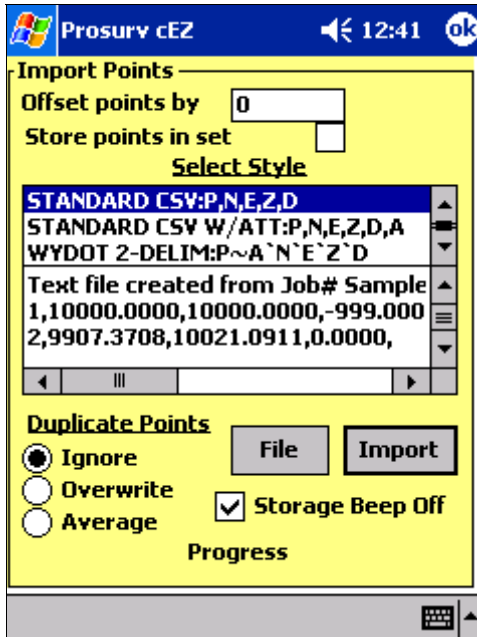 Prosurv cEZ 12:41 ok
Import Points
Offset points by 0
Store points in set
Select Style
STANDARD CSV:P,N,E,Z,D
STANDARD CSV W/ATT:P,N,E,Z,D,A
WYDOT 2-DELIM:P~A`N`E`Z`D
Text file created from Job# Sample
1,10000.0000,10000.0000,-999.000
2,9907.3708,10021.0911,0.0000,
Duplicate Points
Ignore
Overwrite
Average
File Import
Storage Beep Off
Progress